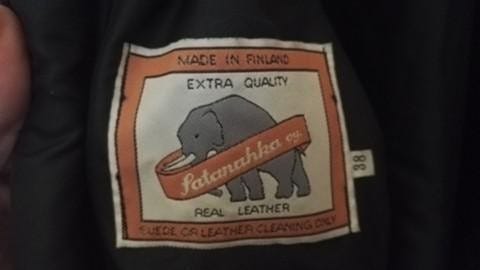 MADE IN FINLAND
EXTRA QUALITY
Satanahka oy.
REAL LEATHER
SUEDE OR LEATHER CLEANING ONLY
38